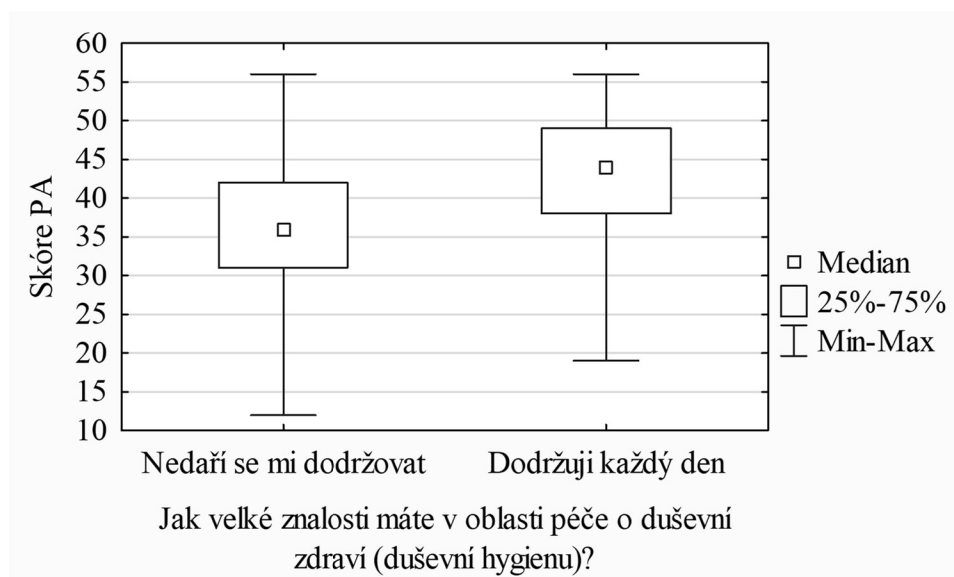 60
55
50
45
40
35
30
25
20
15
10
Skóre PA
Nedaří se mi dodržovat
Dodržuji každý den
Jak velké znalosti máte v oblasti péče o duševní
zdraví (duševní hygienu)?
Median
25%-75%
Min-Max